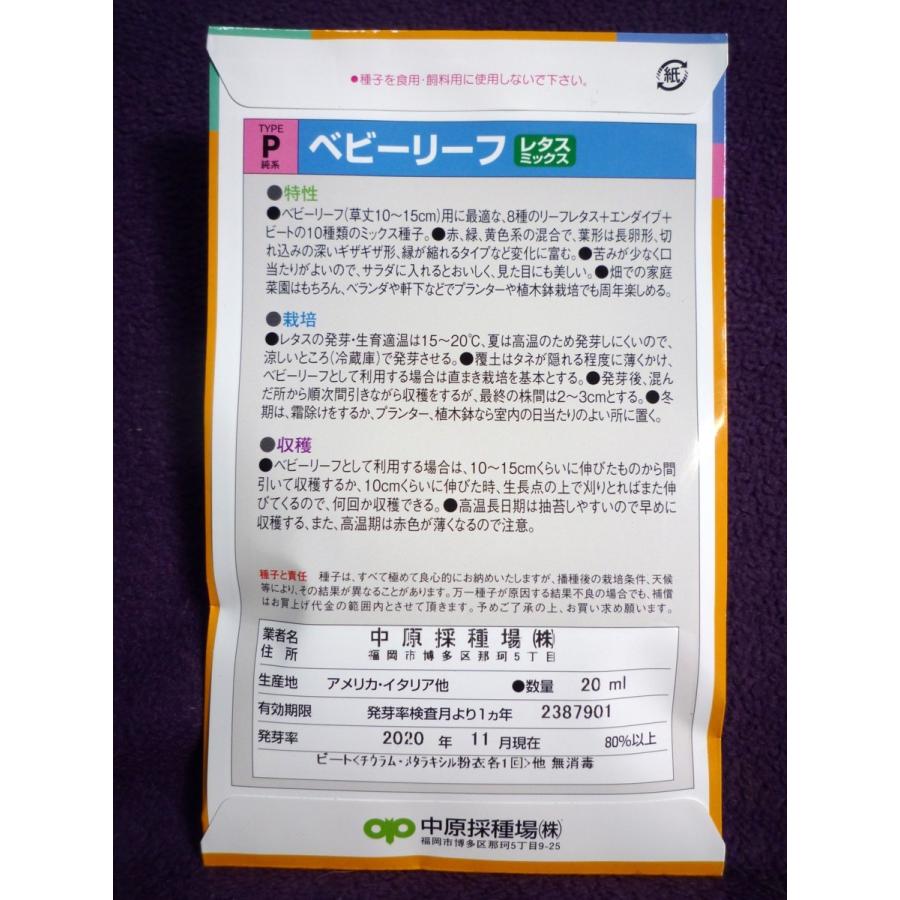 ●種子を食用・飼料用に使用しないで下さい。
紙
TYPE
P
純系
ベビーリーフ
レタス
ミックス
●特性
●ベビーリーフ(草丈10〜15cm)用に最適な、8種のリーフレタス+エンダイブ+
ビートの10種類のミックス種子。●赤、緑、黄色系の混合で、葉形は長卵形、切
れ込みの深いギザギザ形、縁が縮れるタイプなど変化に富む。●苦みが少なく口
当たりがよいので、サラダに入れるとおいしく、見た目にも美しい。●畑での家庭
菜園はもちろん、ベランダや軒下などでプランターや植木鉢栽培でも周年楽しめる。
●栽培
●レタスの発芽・生育適温は15〜20℃、夏は高温のため発芽しにくいので、
涼しいところ(冷蔵庫)で発芽させる。●覆土はタネが隠れる程度に薄くかけ、
ベビーリーフとして利用する場合は直まき栽培を基本とする。●発芽後、混ん
だ所から順次間引きながら収穫をするが、最終の株間は2〜3cmとする。●冬
期は、霜除けをするか、プランター、植木鉢なら室内の日当たりのよい所に置く。
●収穫
●ベビーリーフとして利用する場合は、10〜15cmくらいに伸びたものから間
引いて収穫するか、10cmくらいに伸びた時、生長点の上で刈りとればまた伸
びてくるので、何回か収穫できる。●高温長日期は抽苔しやすいので早めに
収穫する、また、高温期は赤色が薄くなるので注意。
種子と責任 種子は、すべて極めて良心的にお納めいたしますが、播種後の栽培条件、天候
等により、その結果が異なることがあります。万一種子が原因する結果不良の場合でも、補償
はお買上げ代金の範囲内とさせて頂きます。予めご了承の上、お買い求め願います。
業者名 中原採種場㈱
住所 福岡市博多区那珂5丁目
生産地 アメリカ・イタリア他 ●数量 20 ml
有効期限 発芽率検査月より1ヵ年 2387901
発芽率 2020 年 11 月現在 80%以上
ビート<チウラム・メタラキシル粉衣各1回>他 無消毒
中原採種場㈱
福岡市博多区那珂5丁目9-25